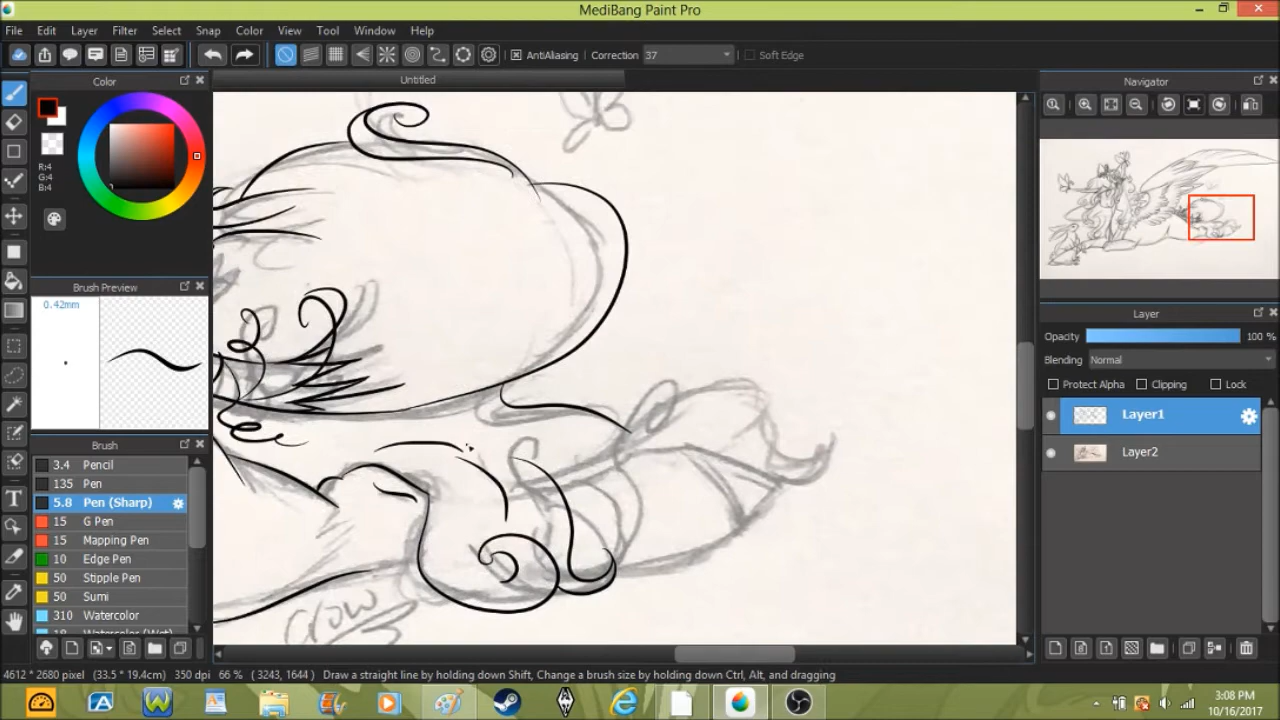 MediBang Paint Pro
File Edit Layer Filter Select Snap Color View Tool Window Help
AntiAliasing Correction 37 Soft Edge
Color
Untitled
Navigator
R:4
G:4
B:4
Brush Preview
0.42mm
Layer
Opacity 100 %
Blending Normal
Protect Alpha Clipping Lock
Layer1
Layer2
Brush
3.4 Pencil
135 Pen
5.8 Pen (Sharp)
15 G Pen
15 Mapping Pen
10 Edge Pen
50 Stipple Pen
50 Sumi
310 Watercolor
18 Watercolor (Wet)
Crow
4612 * 2680 pixel (33.5 * 19.4cm) 350 dpi 66 % ( 3243, 1644 ) Draw a straight line by holding down Shift, Change a brush size by holding down Ctrl, Alt, and dragging
3:08 PM
10/16/2017